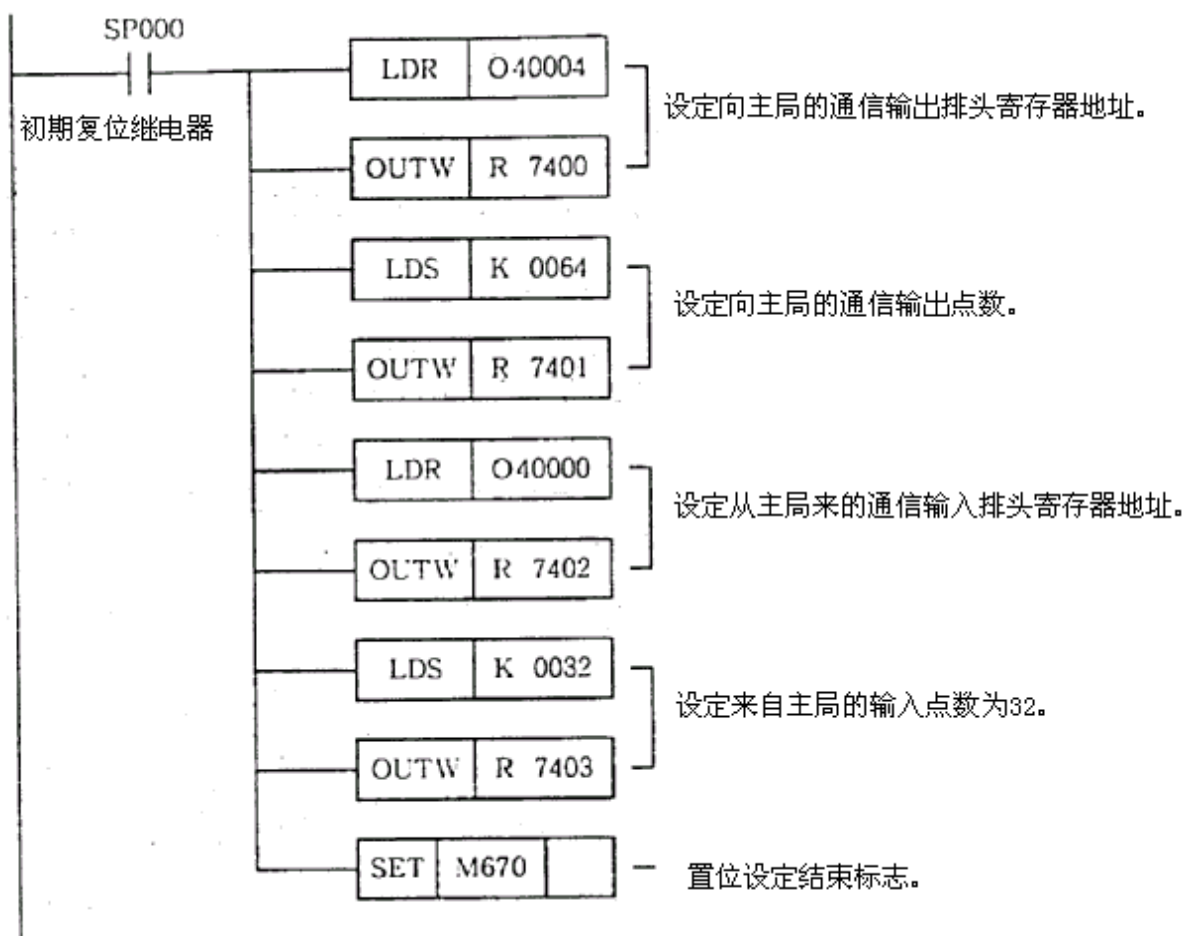 SP000
初期复位继电器
LDR O40004
设定向主局的通信输出排头寄存器地址。
OUTW R 7400
LDS K 0064
设定向主局的通信输出点数。
OUTW R 7401
LDR O40000
设定从主局来的通信输入排头寄存器地址。
OUTW R 7402
LDS K 0032
设定来自主局的输入点数为32。
OUTW R 7403
SET M670
置位设定结束标志。